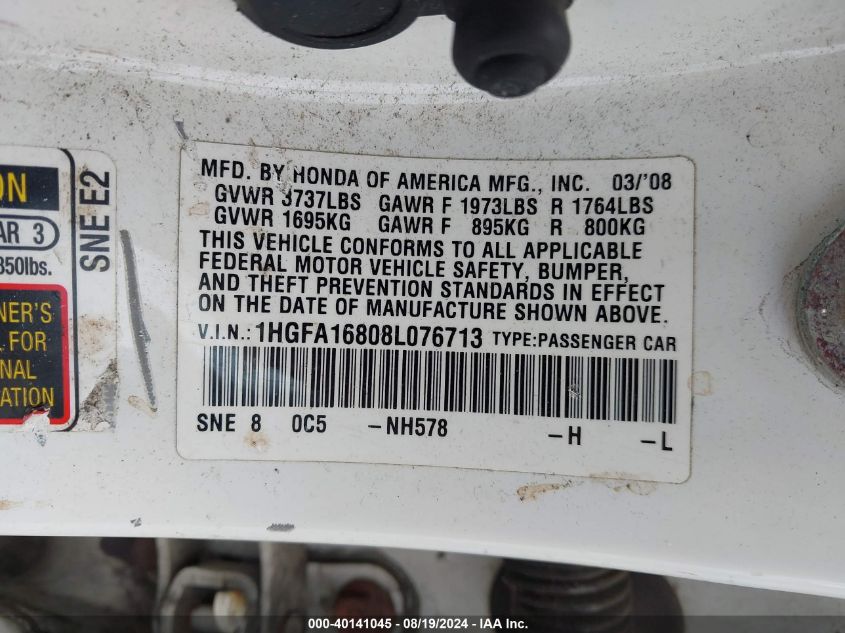 ON
AR 3
850lbs.
NER'S
L FOR
NAL
ATION
SNE E2
MFD. BY HONDA OF AMERICA MFG., INC. 03/'08
GVWR 3737LBS GAWR F 1973LBS R 1764LBS
GVWR 1695KG GAWR F 895KG R 800KG
THIS VEHICLE CONFORMS TO ALL APPLICABLE
FEDERAL MOTOR VEHICLE SAFETY, BUMPER,
AND THEFT PREVENTION STANDARDS IN EFFECT
ON THE DATE OF MANUFACTURE SHOWN ABOVE.
V.I.N.: 1HGFA16808L076713 TYPE:PASSENGER CAR
SNE 8 0C5 -NH578 -H -L
000-40141045 - 08/19/2024 - IAA Inc.